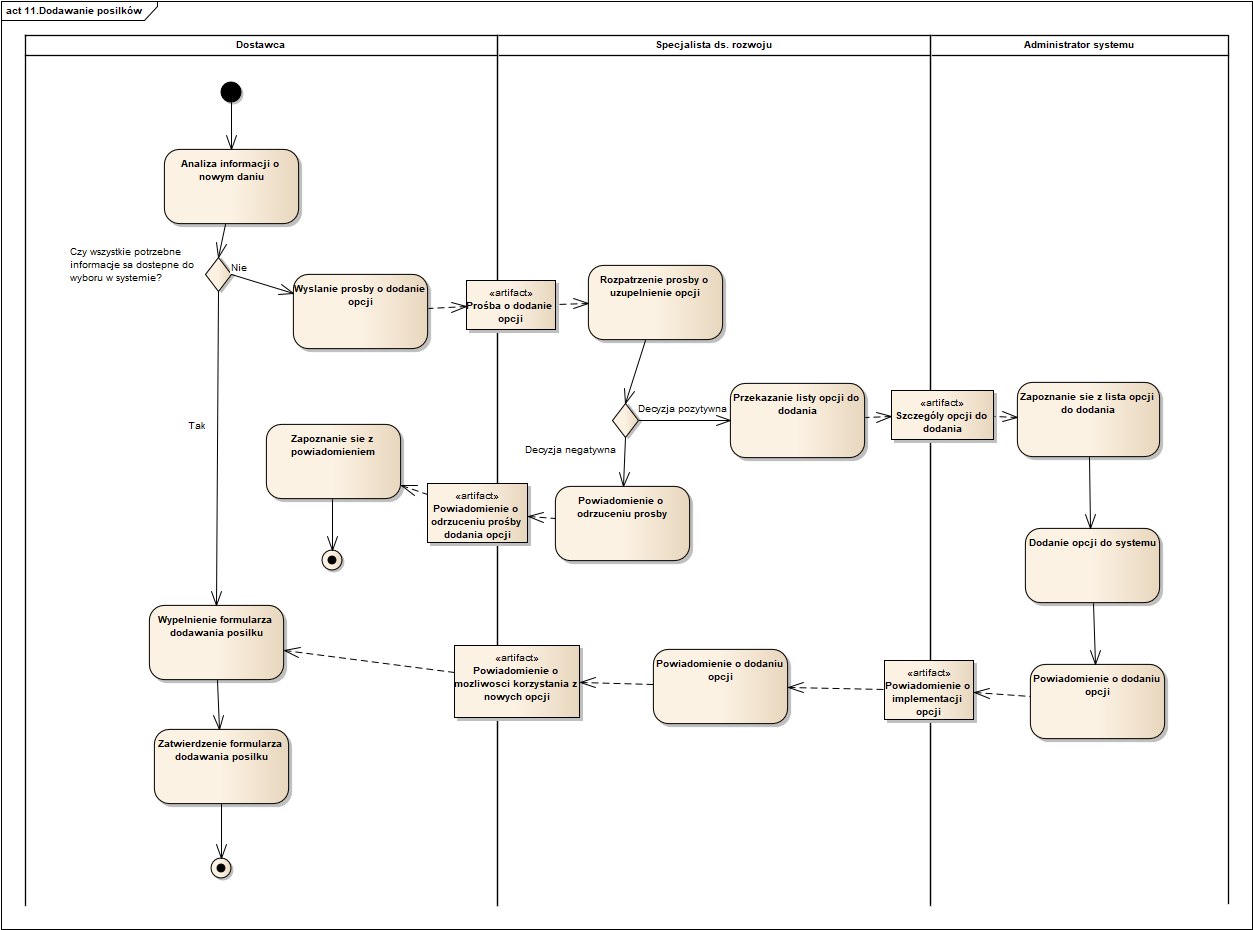 act 11.Dodawanie posilków
Dostawca
Specjalista ds. rozwoju
Administrator systemu
Analiza informacji o
nowym daniu
Czy wszystkie potrzebne
informacje sa dostepne do
wyboru w systemie?
Nie
Wyslanie prosby o dodanie
opcji
«artifact»
Prośba o dodanie
opcji
Rozpatrzenie prosby o
uzupelnienie opcji
Decyzja pozytywna
Przekazanie listy opcji do
dodania
«artifact»
Szczegóły opcji do
dodania
Zapoznanie sie z lista opcji
do dodania
Tak
Decyzja negatywna
Zapoznanie sie z
powiadomieniem
«artifact»
Powiadomienie o
odrzuceniu prośby
dodania opcji
Powiadomienie o
odrzuceniu prosby
Dodanie opcji do systemu
Wypelnienie formularza
dodawania posilku
«artifact»
Powiadomienie o
mozliwosci korzystania z
nowych opcji
Powiadomienie o dodaniu
opcji
«artifact»
Powiadomienie o
implementacji
opcji
Powiadomienie o dodaniu
opcji
Zatwierdzenie formularza
dodawania posilku